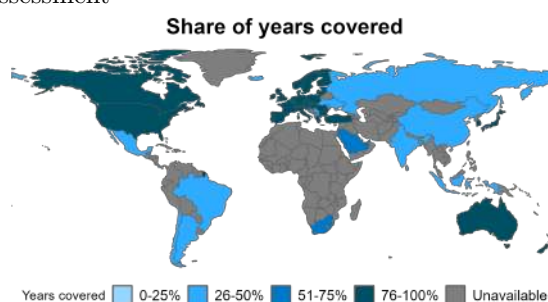 Share of years covered
Years covered 0-25% 26-50% 51-75% 76-100% Unavailable